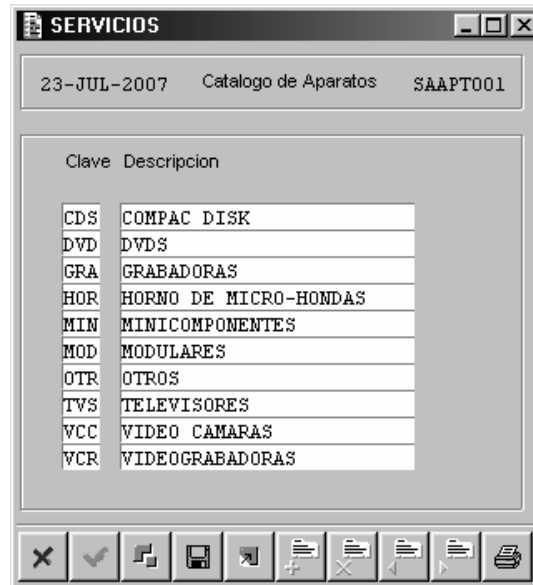 SERVICIOS
23-JUL-2007 Catalogo de Aparatos SAAPT001
Clave Descripcion
CDS COMPAC DISK
DVD DVDS
GRA GRABADORAS
HOR HORNO DE MICRO-HONDAS
MIN MINICOMPONENTES
MOD MODULARES
OTR OTROS
TVS TELEVISORES
VCC VIDEO CAMARAS
VCR VIDEOGRABADORAS